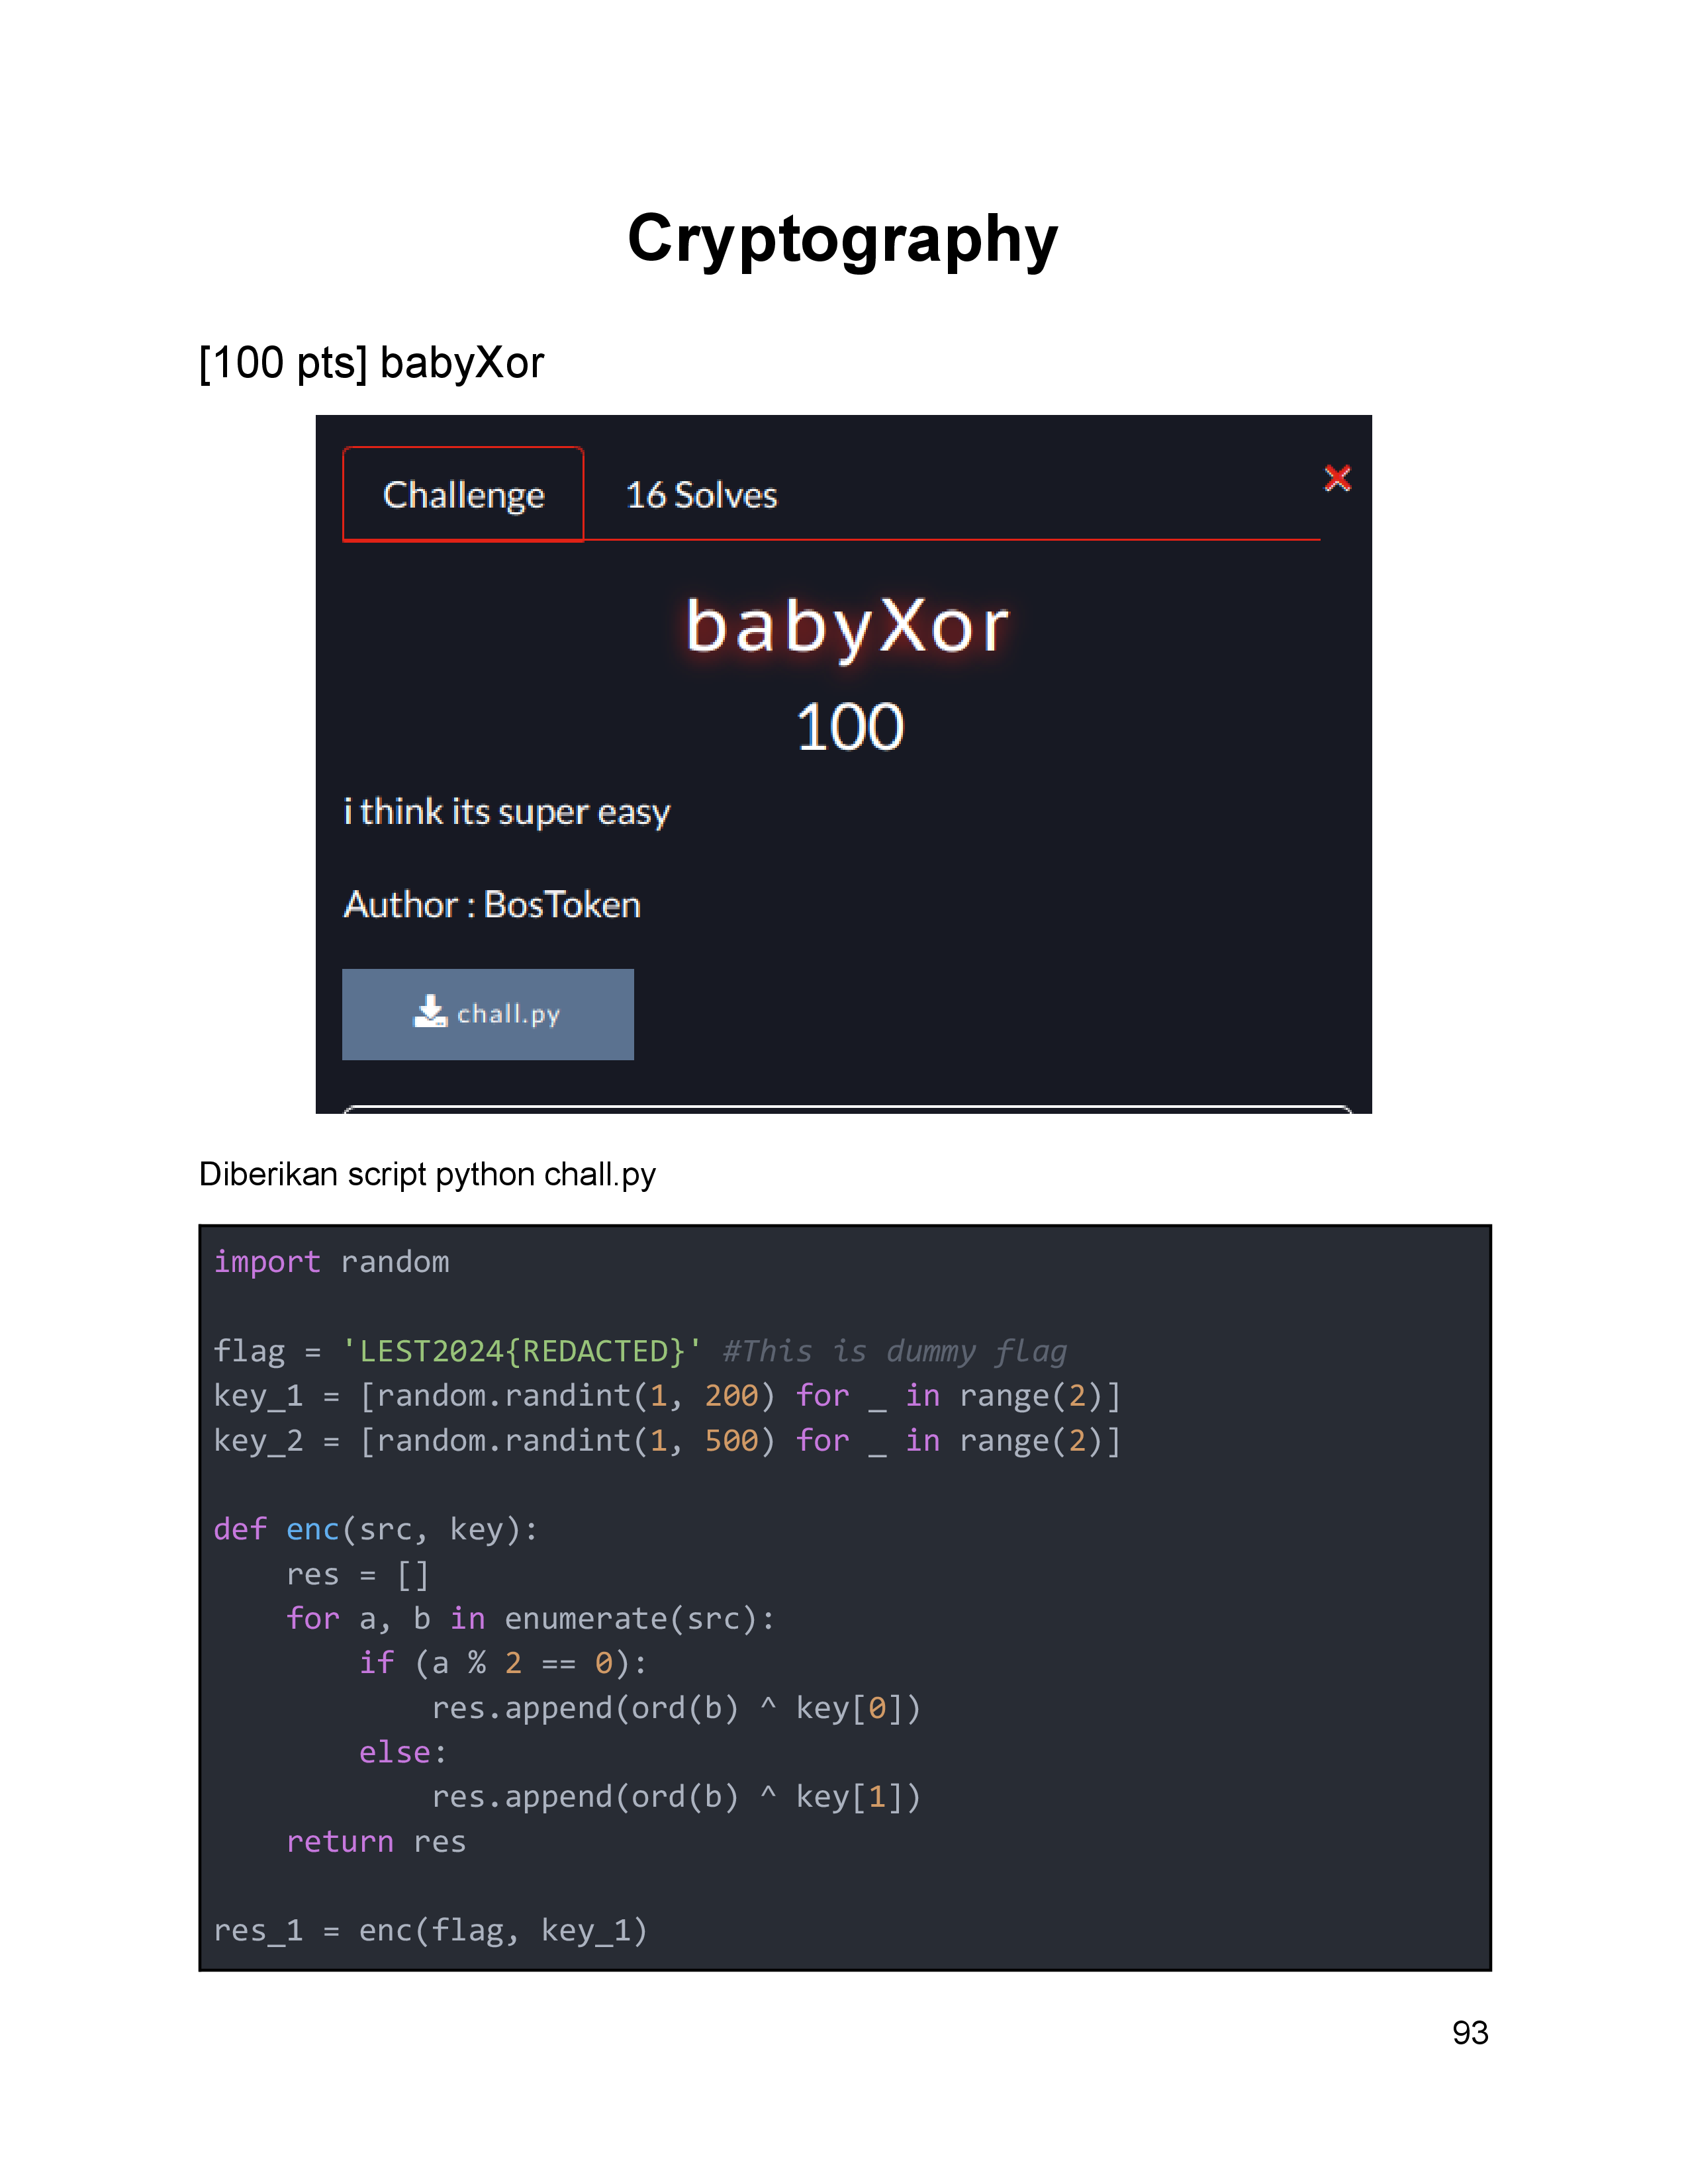 Cryptography
[100 pts] babyXor
Challenge
16 Solves
babyXor
100
i think its super easy
Author : BosToken
chall.py
Diberikan script python chall.py
import random
flag = 'LEST2024{REDACTED}' #This is dummy flag
key_1 = [random.randint(1, 200) for _ in range(2)]
key_2 = [random.randint(1, 500) for _ in range(2)]
def enc(src, key):
    res = []
    for a, b in enumerate(src):
        if (a % 2 == 0):
            res.append(ord(b) ^ key[0])
        else:
            res.append(ord(b) ^ key[1])
    return res
res_1 = enc(flag, key_1)
93